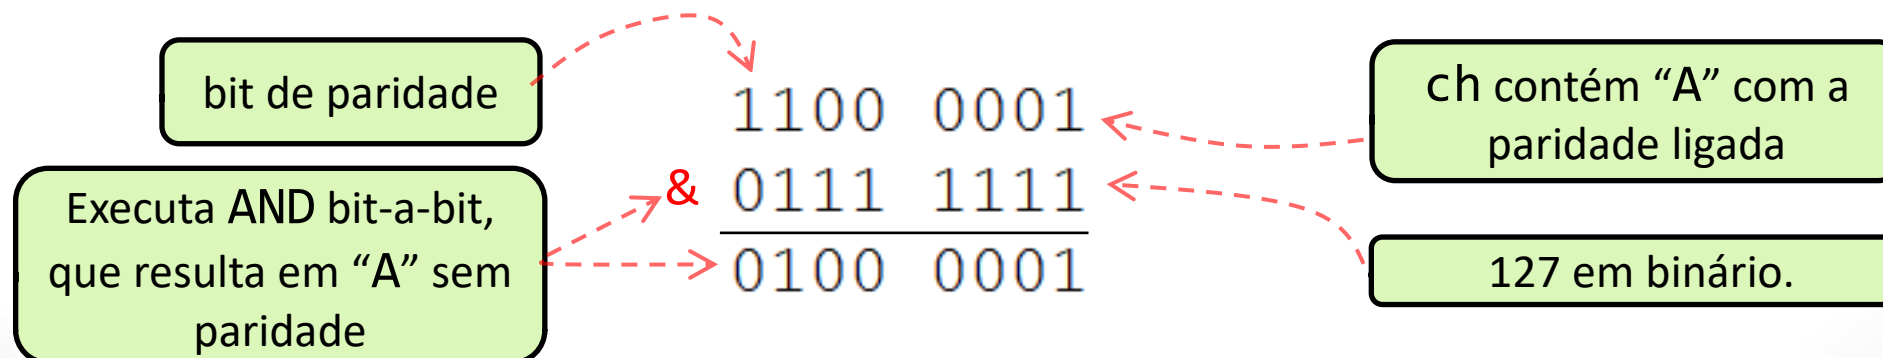 bit de paridade
Executa AND bit-a-bit,
que resulta em “A” sem
paridade
1100 0001
& 0111 1111
0100 0001
ch contém “A” com a
paridade ligada
127 em binário.